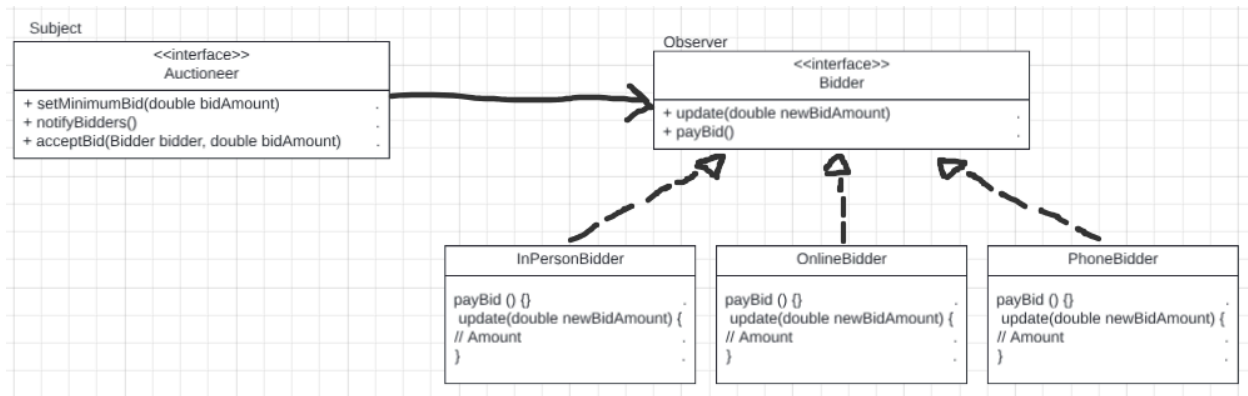 Subject
<<interface>>
Auctioneer
+ setMinimumBid(double bidAmount)
+ notifyBidders()
+ acceptBid(Bidder bidder, double bidAmount)
Observer
<<interface>>
Bidder
+ update(double newBidAmount)
+ payBid()
InPersonBidder
payBid () {}
update(double newBidAmount) {
// Amount
}
OnlineBidder
payBid () {}
update(double newBidAmount) {
// Amount
}
PhoneBidder
payBid () {}
update(double newBidAmount) {
// Amount
}